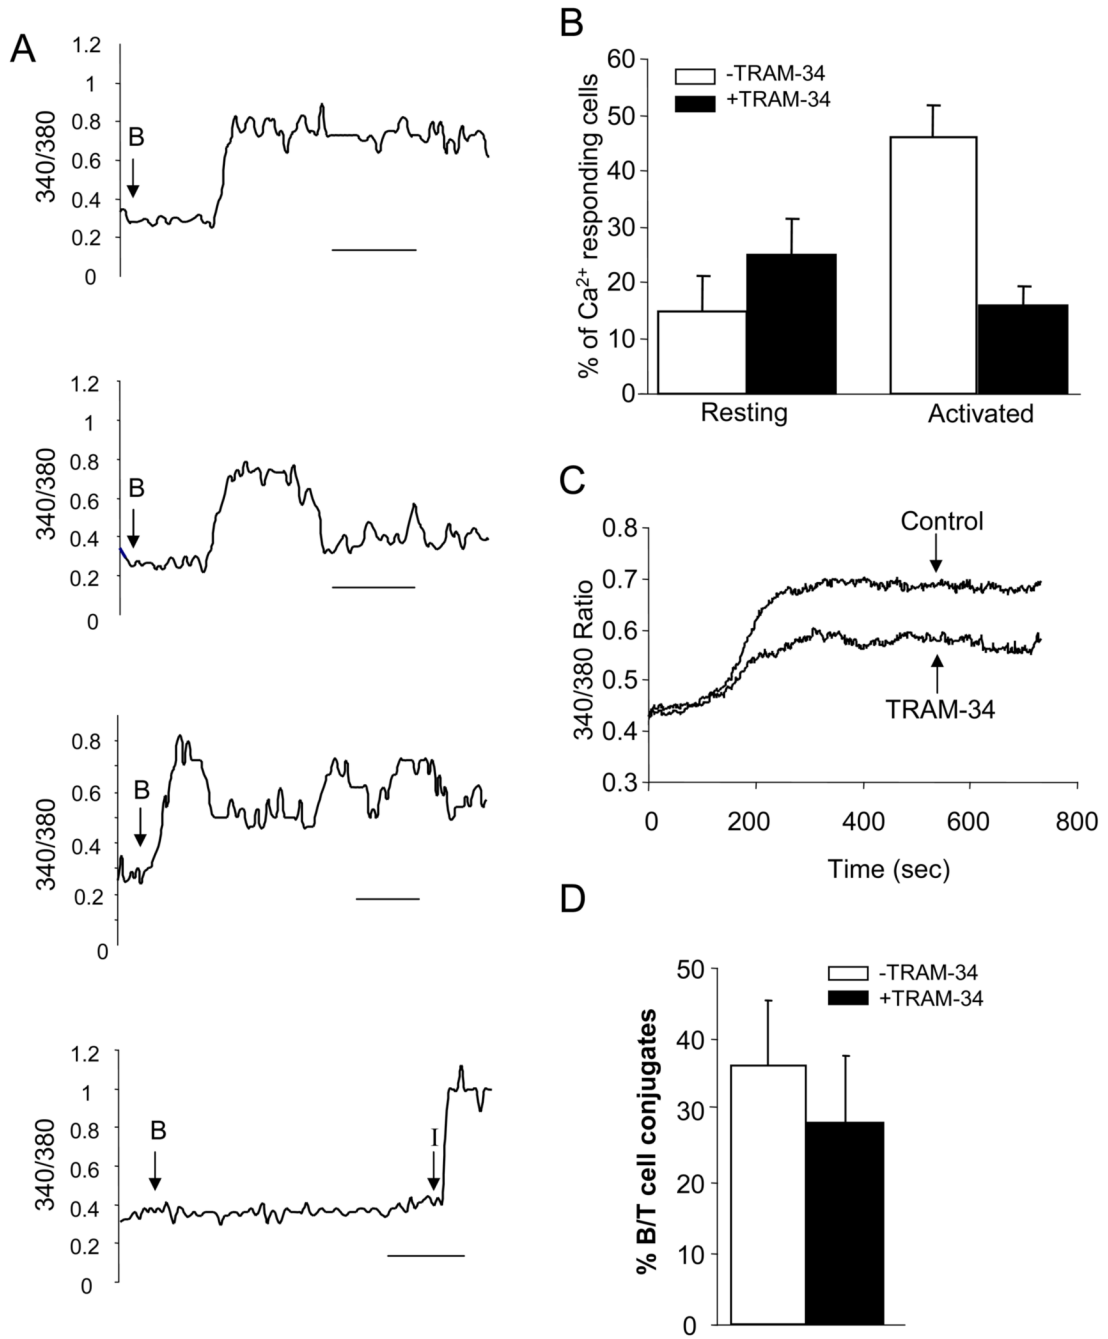 A
1.2
1
0.8
0.6
0.4
0.2
0
340/380
B
1.2
1
0.8
0.6
0.4
0.2
0
340/380
B
0.8
0.6
0.4
0.2
0
340/380
B
1.2
1
0.8
0.6
0.4
0.2
0
340/380
B
I
B
60
50
40
30
20
10
0
% of Ca²⁺ responding cells
-TRAM-34
+TRAM-34
Resting
Activated
C
0.8
0.7
0.6
0.5
0.4
0.3
340/380 Ratio
Control
TRAM-34
0
200
400
600
800
Time (sec)
D
50
40
30
20
10
0
% B/T cell conjugates
-TRAM-34
+TRAM-34